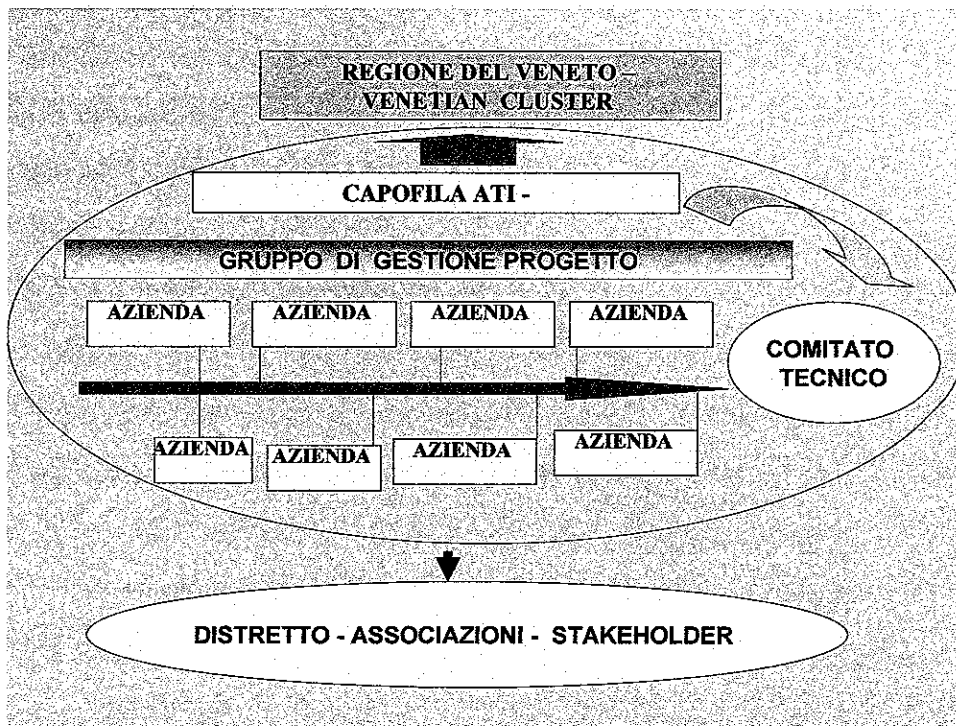 REGIONE DEL VENETO –
VENETIAN CLUSTER
CAPOFILA ATI -
GRUPPO DI GESTIONE PROGETTO
AZIENDA
AZIENDA
AZIENDA
AZIENDA
COMITATO
TECNICO
AZIENDA
AZIENDA
AZIENDA
AZIENDA
DISTRETTO - ASSOCIAZIONI - STAKEHOLDER